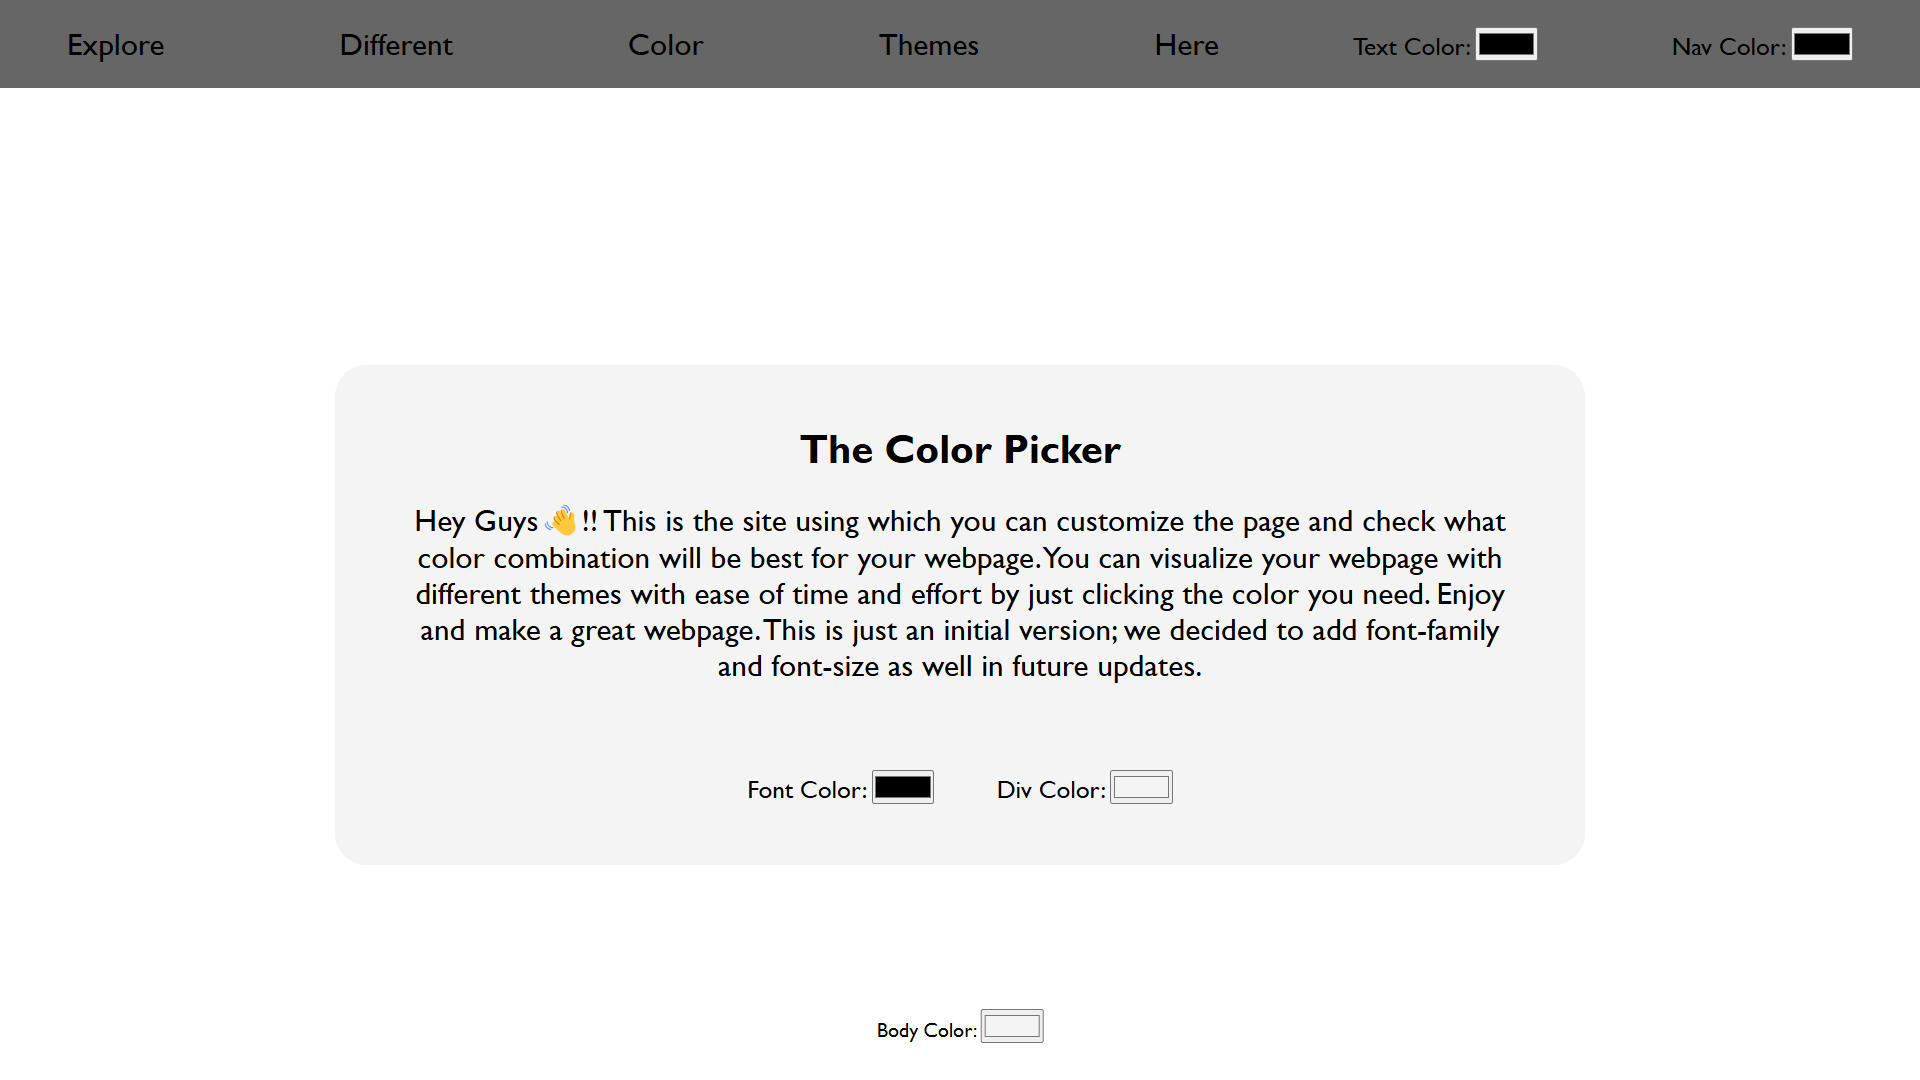 Explore Different Color Themes Here Text Color: Nav Color:
The Color Picker
Hey Guys 👋!! This is the site using which you can customize the page and check what
color combination will be best for your webpage. You can visualize your webpage with
different themes with ease of time and effort by just clicking the color you need. Enjoy
and make a great webpage. This is just an initial version; we decided to add font-family
and font-size as well in future updates.
Font Color: Div Color:
Body Color: